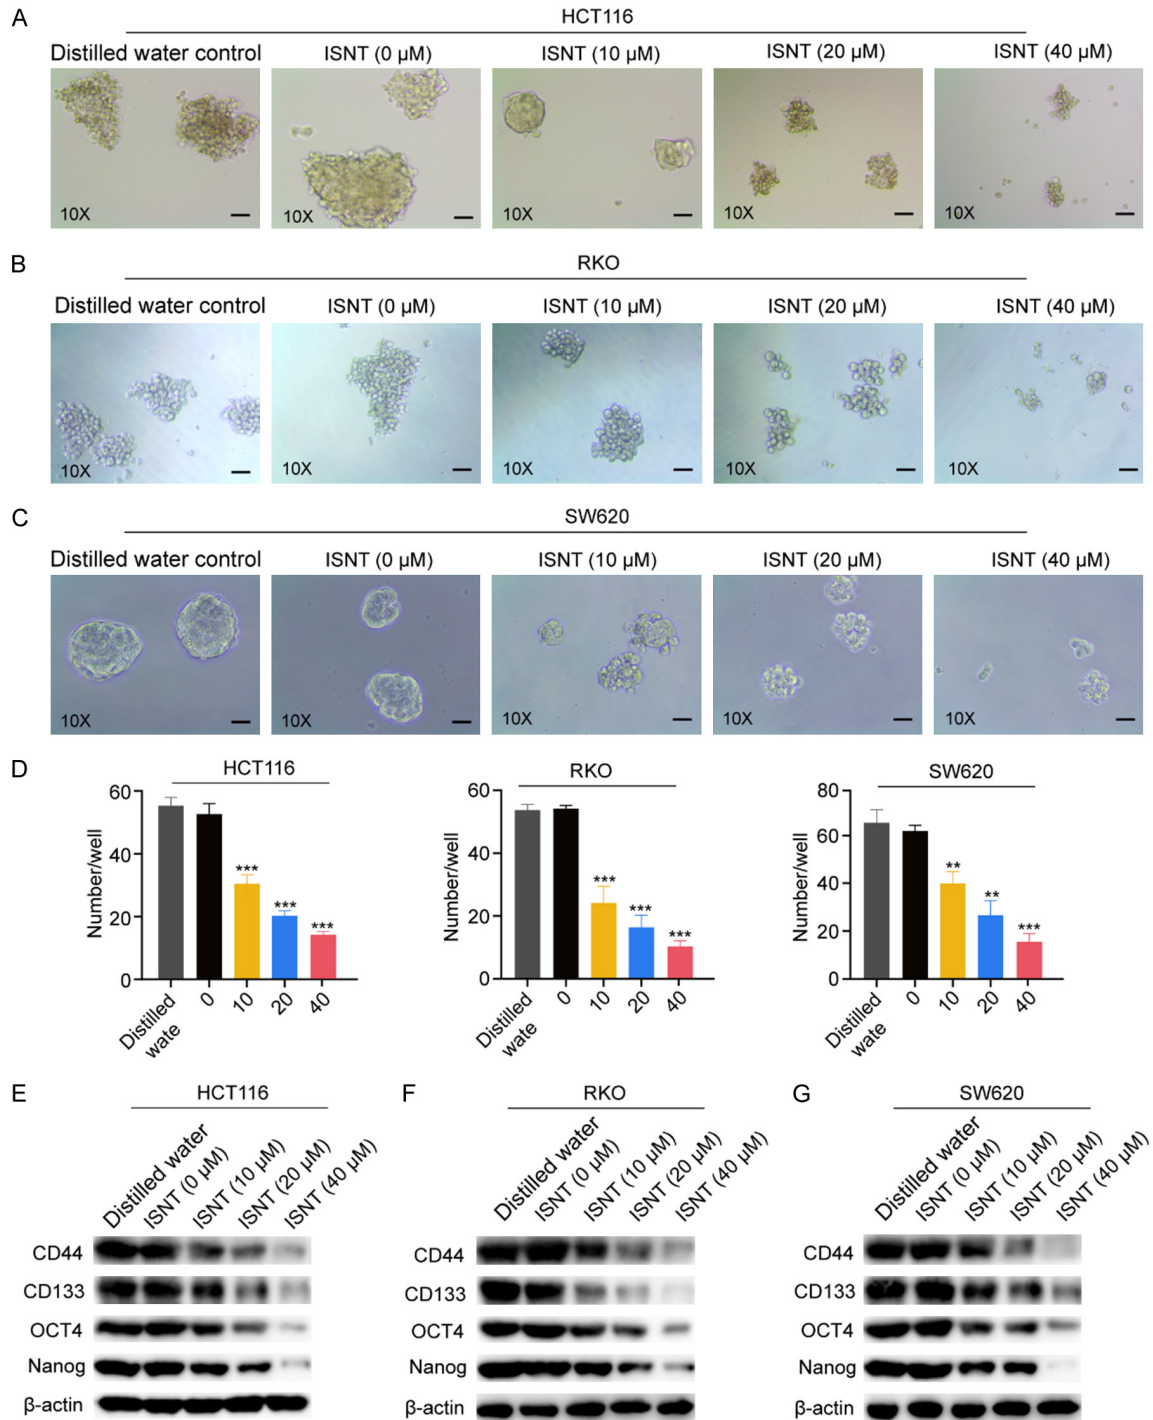 A
HCT116
Distilled water control
ISNT (0 µM)
ISNT (10 µM)
ISNT (20 µM)
ISNT (40 µM)
10X
10X
10X
10X
10X
B
RKO
Distilled water control
ISNT (0 µM)
ISNT (10 µM)
ISNT (20 µM)
ISNT (40 µM)
10X
10X
10X
10X
10X
C
SW620
Distilled water control
ISNT (0 µM)
ISNT (10 µM)
ISNT (20 µM)
ISNT (40 µM)
10X
10X
10X
10X
10X
D
HCT116
Number/well
60
40
20
0
***
***
***
Distilled
wate
0
10
20
40
RKO
Number/well
60
40
20
0
***
***
***
Distilled
wate
0
10
20
40
SW620
Number/well
80
60
40
20
0
**
**
***
Distilled
wate
0
10
20
40
E
HCT116
Distilled water
ISNT (0 µM)
ISNT (10 µM)
ISNT (20 µM)
ISNT (40 µM)
CD44
CD133
OCT4
Nanog
β-actin
F
RKO
Distilled water
ISNT (0 µM)
ISNT (10 µM)
ISNT (20 µM)
ISNT (40 µM)
CD44
CD133
OCT4
Nanog
β-actin
G
SW620
Distilled water
ISNT (0 µM)
ISNT (10 µM)
ISNT (20 µM)
ISNT (40 µM)
CD44
CD133
OCT4
Nanog
β-actin